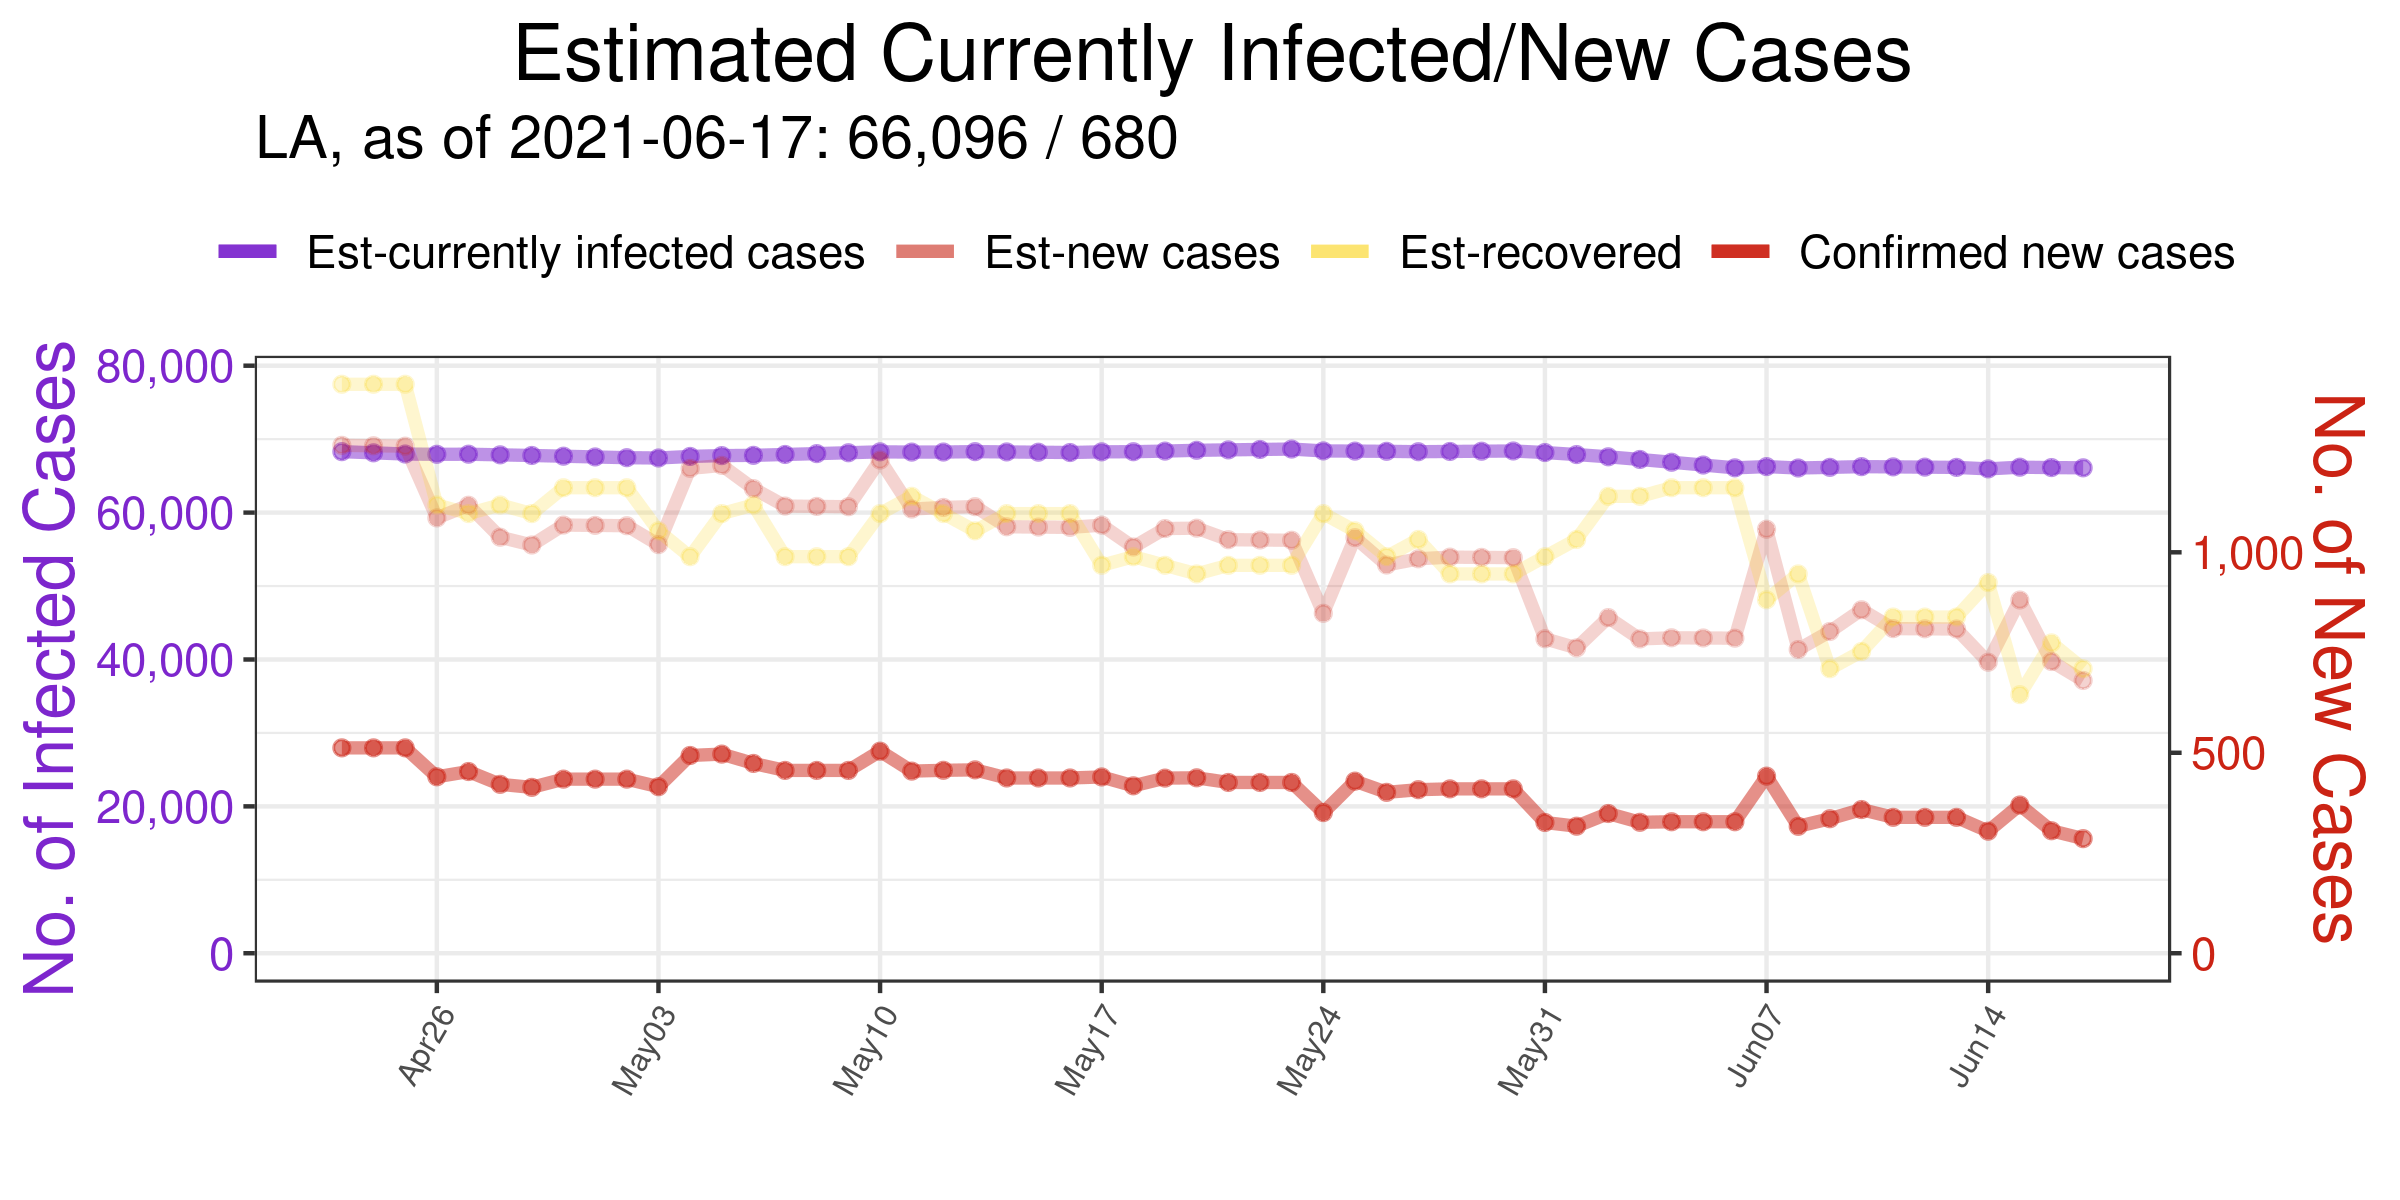 Estimated Currently Infected/New Cases
LA, as of 2021-06-17: 66,096 / 680
Est-currently infected cases Est-new cases Est-recovered Confirmed new cases
No. of Infected Cases
80,000
60,000
40,000
20,000
0
1,000
500
0
No. of New Cases
Apr26 May03 May10 May17 May24 May31 Jun07 Jun14